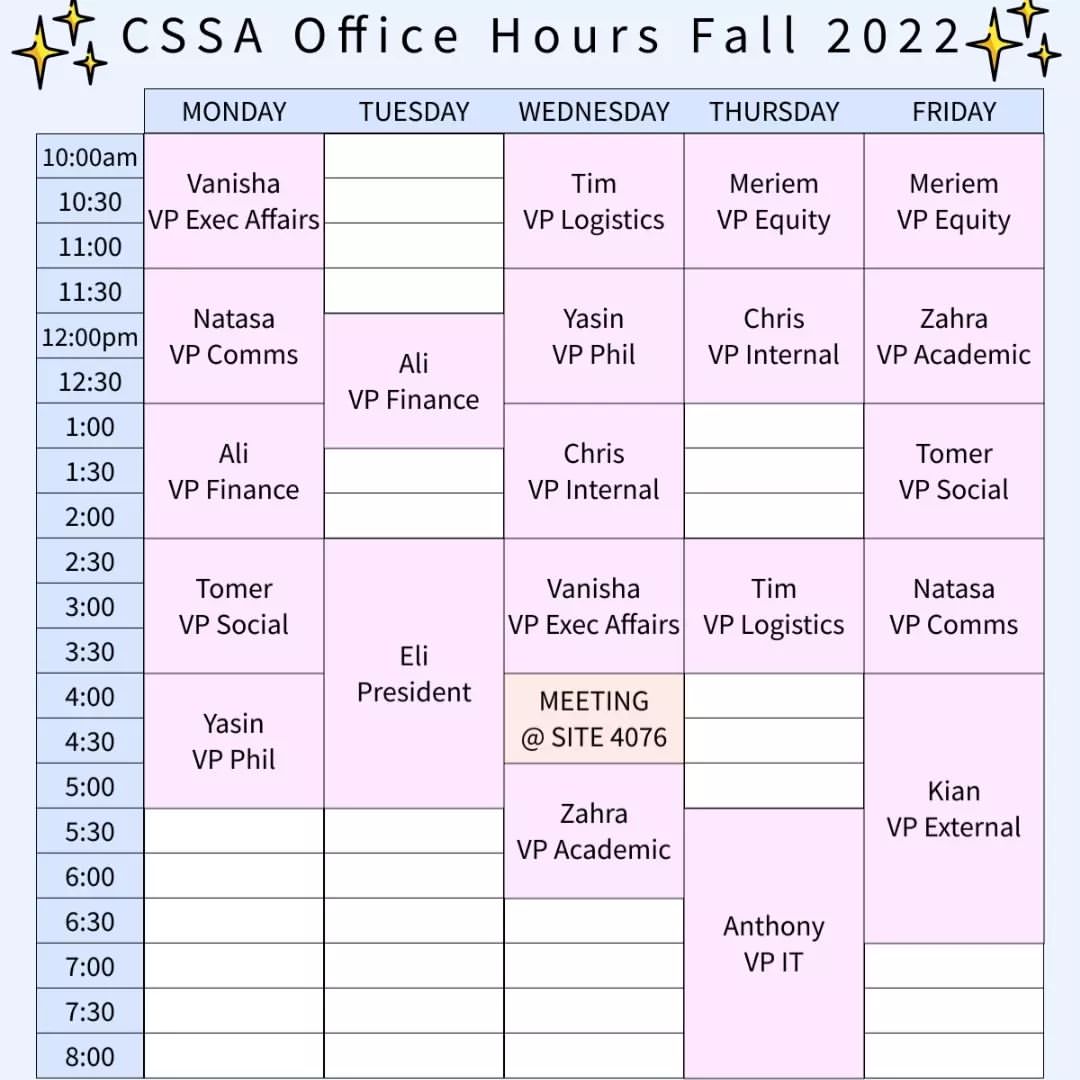 CSSA Office Hours Fall 2022
MONDAY TUESDAY WEDNESDAY THURSDAY FRIDAY
10:00am
10:30
11:00
11:30
12:00pm
12:30
1:00
1:30
2:00
2:30
3:00
3:30
4:00
4:30
5:00
5:30
6:00
6:30
7:00
7:30
8:00
Vanisha
VP Exec Affairs
Natasa
VP Comms
Ali
VP Finance
Tomer
VP Social
Yasin
VP Phil
Ali
VP Finance
Eli
President
Tim
VP Logistics
Yasin
VP Phil
Chris
VP Internal
Vanisha
VP Exec Affairs
MEETING
@ SITE 4076
Zahra
VP Academic
Meriem
VP Equity
Chris
VP Internal
Tim
VP Logistics
Anthony
VP IT
Meriem
VP Equity
Zahra
VP Academic
Tomer
VP Social
Natasa
VP Comms
Kian
VP External